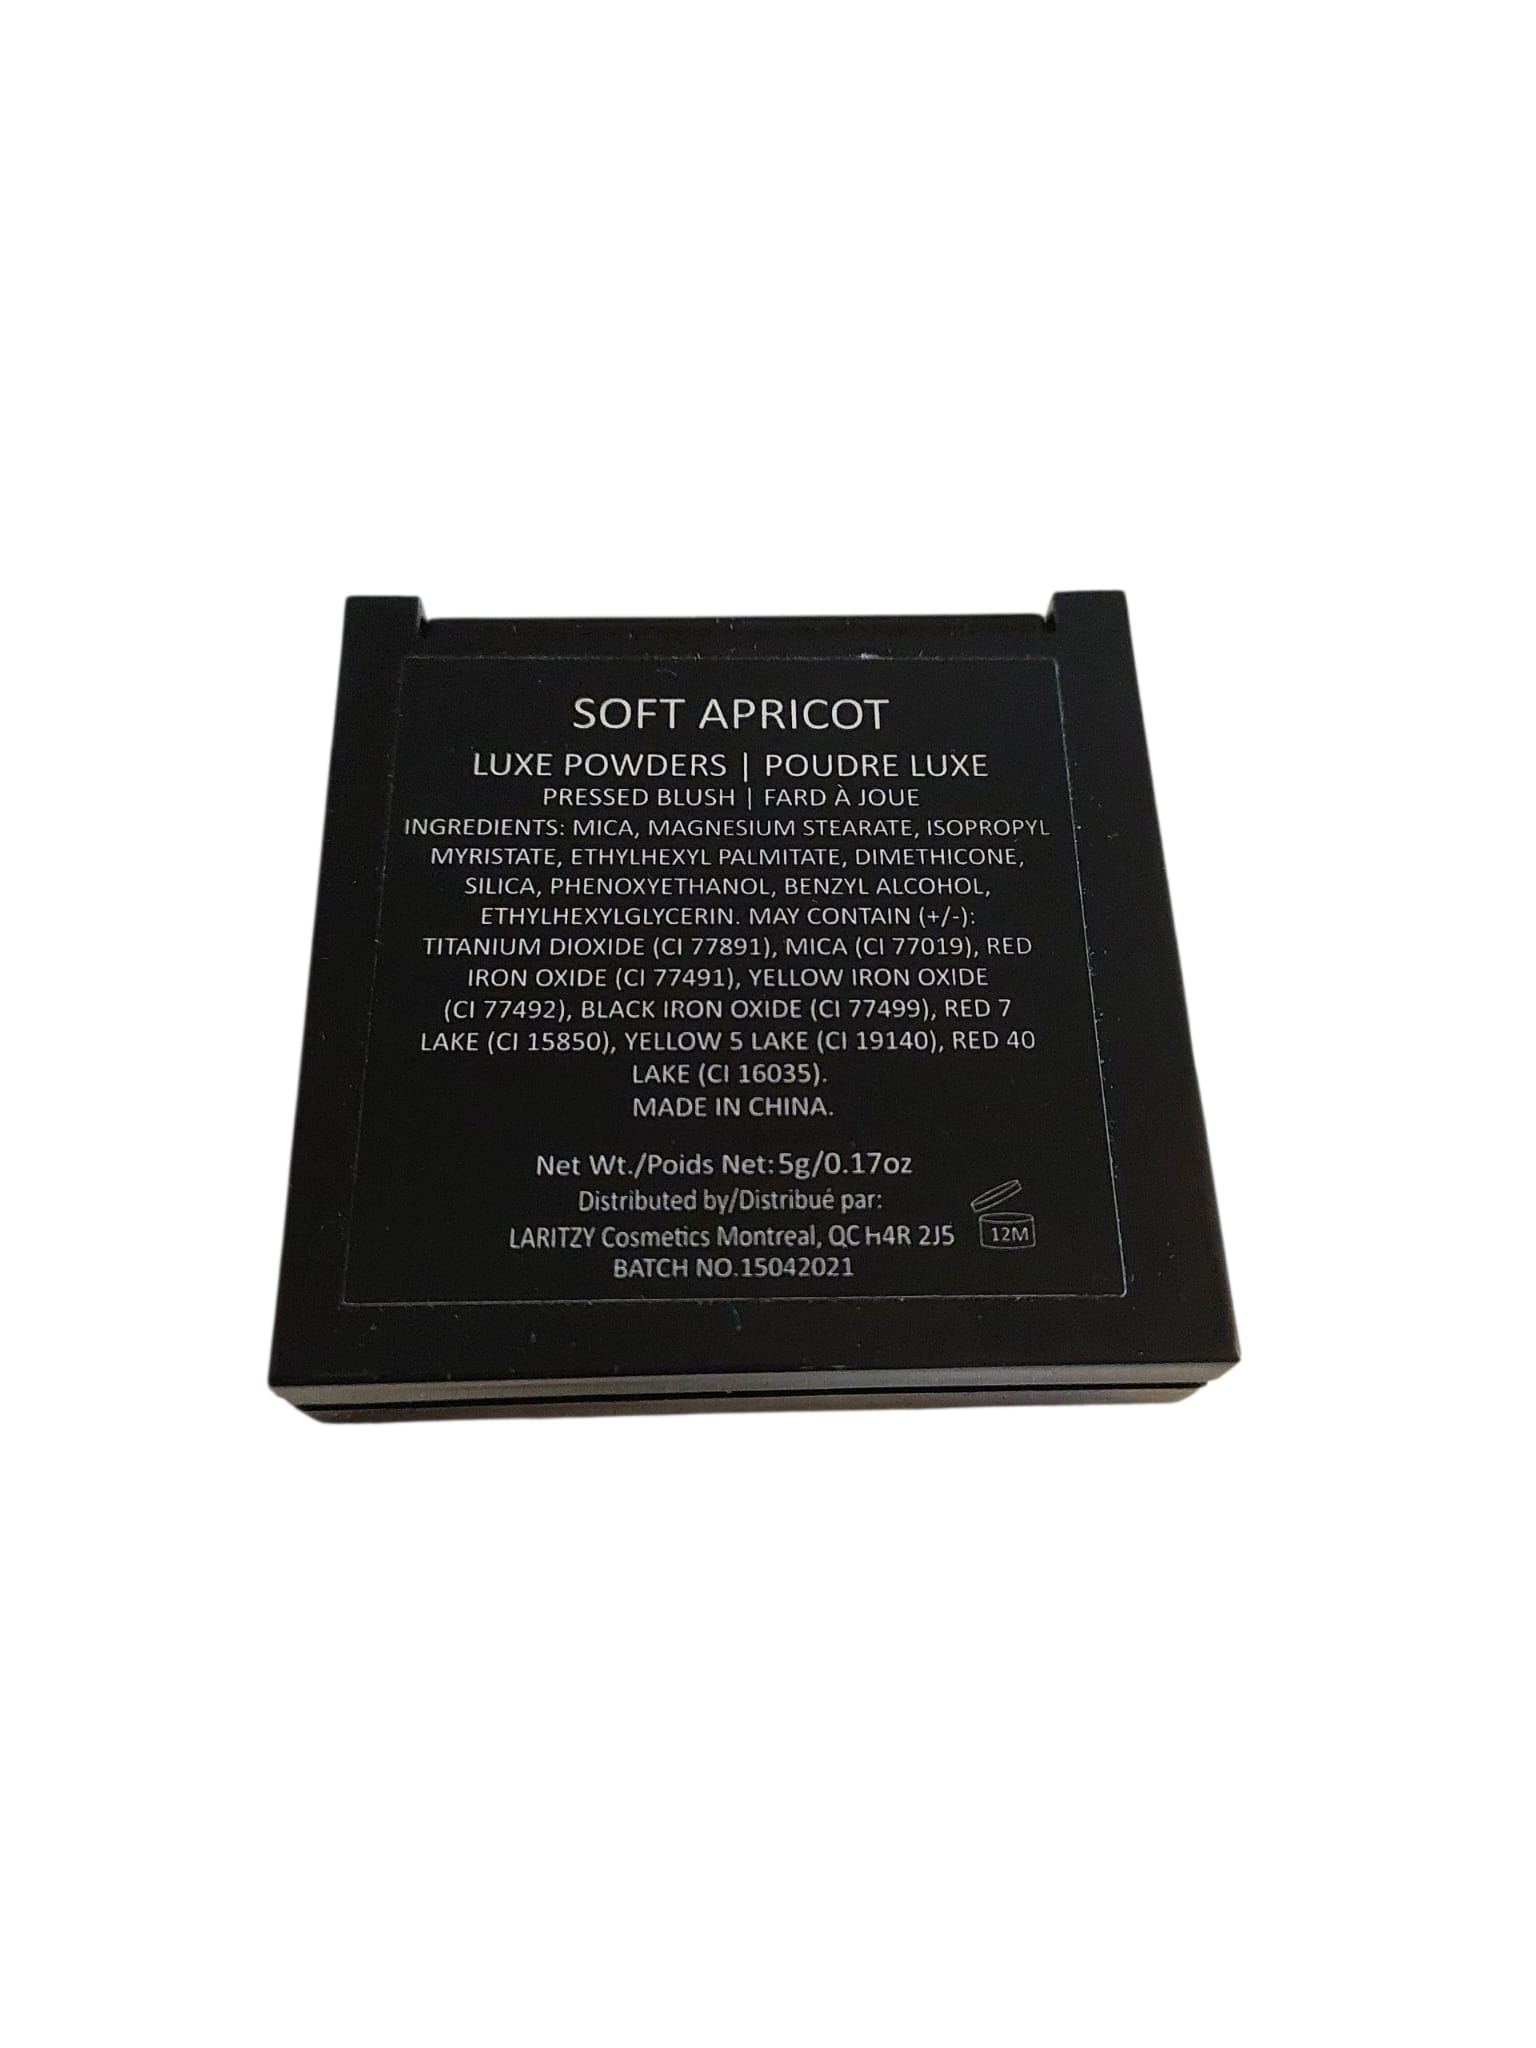 SOFT APRICOT
LUXE POWDERS | POUDRE LUXE
PRESSED BLUSH | FARD À JOUE
INGREDIENTS: MICA, MAGNESIUM STEARATE, ISOPROPYL
MYRISTATE, ETHYLHEXYL PALMITATE, DIMETHICONE,
SILICA, PHENOXYETHANOL, BENZYL ALCOHOL,
ETHYLHEXYLGLYCERIN. MAY CONTAIN (+/-):
TITANIUM DIOXIDE (CI 77891), MICA (CI 77019), RED
IRON OXIDE (CI 77491), YELLOW IRON OXIDE
(CI 77492), BLACK IRON OXIDE (CI 77499), RED 7
LAKE (CI 15850), YELLOW 5 LAKE (CI 19140), RED 40
LAKE (CI 16035).
MADE IN CHINA.
Net Wt./Poids Net:5g/0.17oz
Distributed by/Distribué par:
LARITZY Cosmetics Montreal, QC H4R 2J5
12M
BATCH NO.15042021